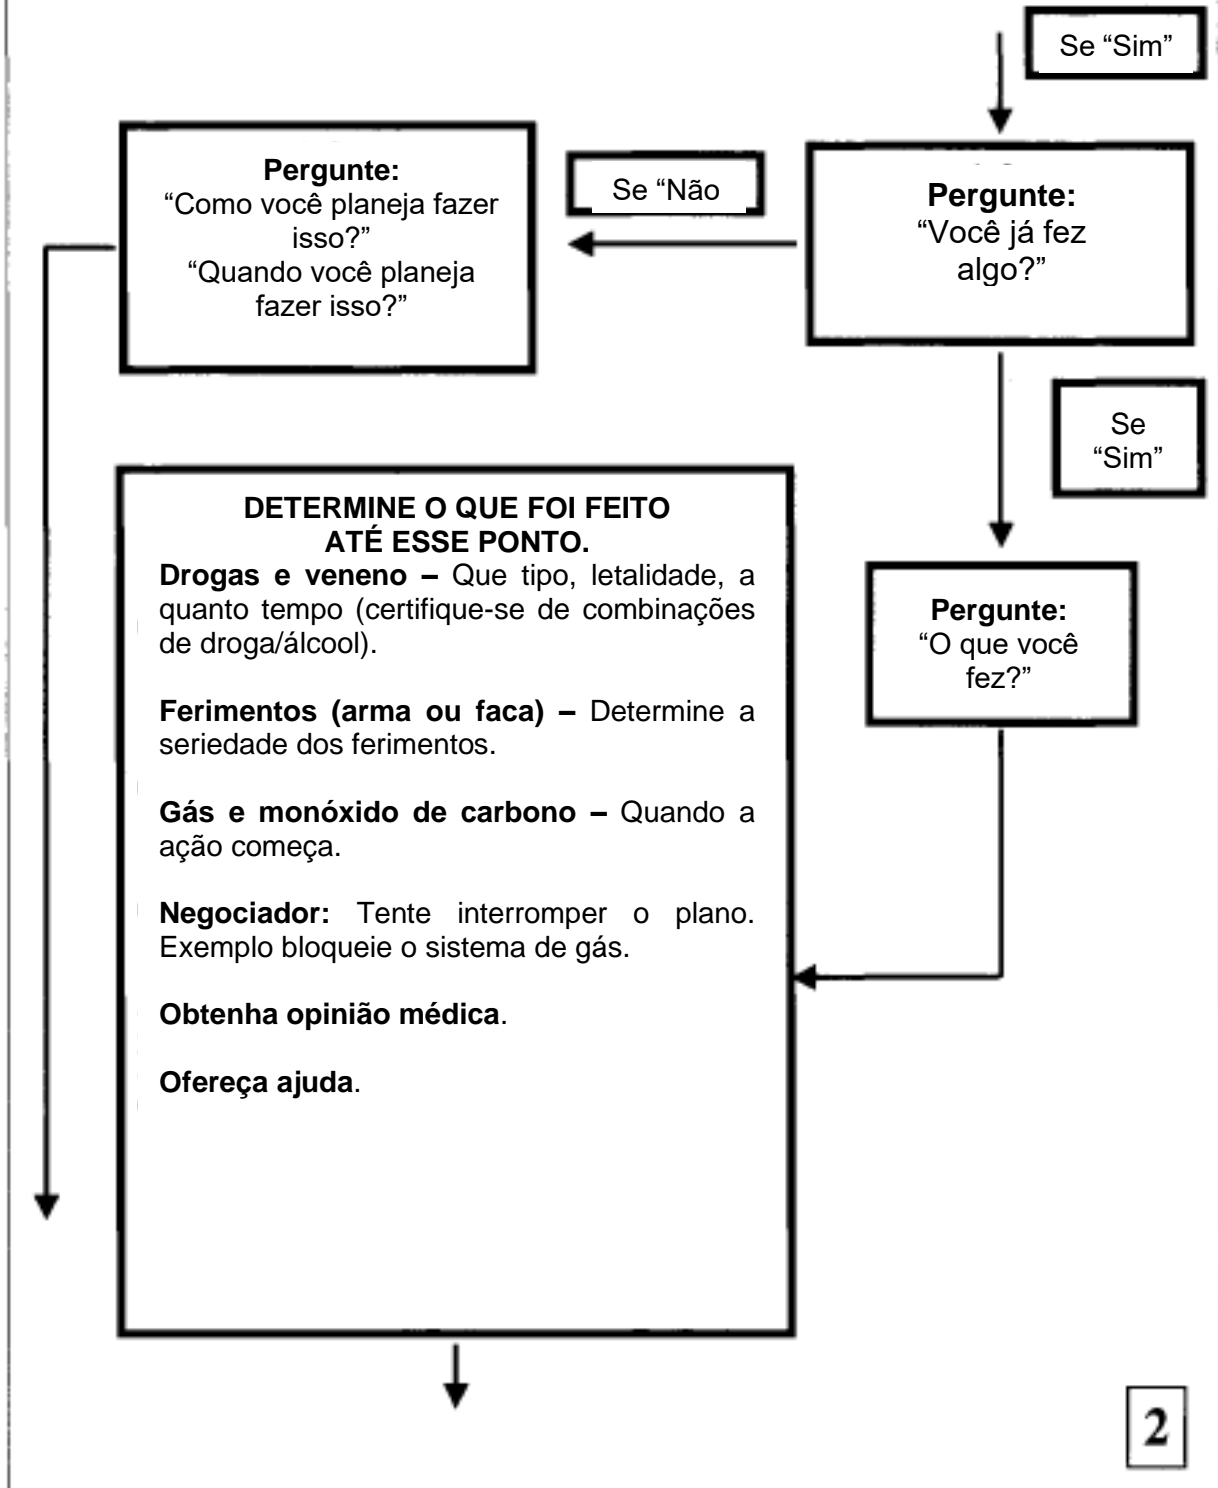 Se “Sim”
Pergunte:
“Como você planeja fazer
isso?”
“Quando você planeja
fazer isso?”
Se “Não
Pergunte:
“Você já fez
algo?”
Se
“Sim”
DETERMINE O QUE FOI FEITO
ATÉ ESSE PONTO.
Drogas e veneno – Que tipo, letalidade, a
quanto tempo (certifique-se de combinações
de droga/álcool).
Ferimentos (arma ou faca) – Determine a
seriedade dos ferimentos.
Gás e monóxido de carbono – Quando a
ação começa.
Negociador: Tente interromper o plano.
Exemplo bloqueie o sistema de gás.
Obtenha opinião médica.
Ofereça ajuda.
Pergunte:
“O que você
fez?”
2